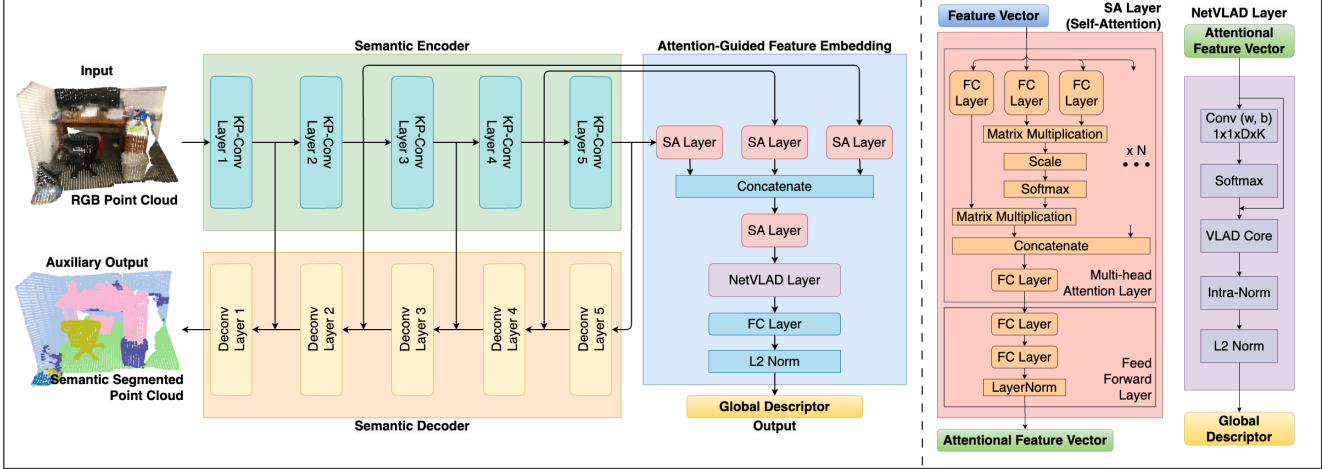 Semantic Encoder
Attention-Guided Feature Embedding
Input
RGB Point Cloud
KP-Conv
Layer 1
KP-Conv
Layer 2
KP-Conv
Layer 3
KP-Conv
Layer 4
KP-Conv
Layer 5
SA Layer
SA Layer
SA Layer
Concatenate
SA Layer
NetVLAD Layer
FC Layer
L2 Norm
Global Descriptor
Output
Auxiliary Output
Semantic Segmented
Point Cloud
Deconv
Layer 1
Deconv
Layer 2
Deconv
Layer 3
Deconv
Layer 4
Deconv
Layer 5
Semantic Decoder
Feature Vector
SA Layer
(Self-Attention)
FC
Layer
FC
Layer
FC
Layer
Matrix Multiplication
Scale
Softmax
x N
Matrix Multiplication
Concatenate
FC Layer
Multi-head
Attention Layer
FC Layer
FC Layer
LayerNorm
Feed
Forward
Layer
Attentional Feature Vector
NetVLAD Layer
Attentional
Feature Vector
Conv (w, b)
1x1xDxK
Softmax
VLAD Core
Intra-Norm
L2 Norm
Global
Descriptor